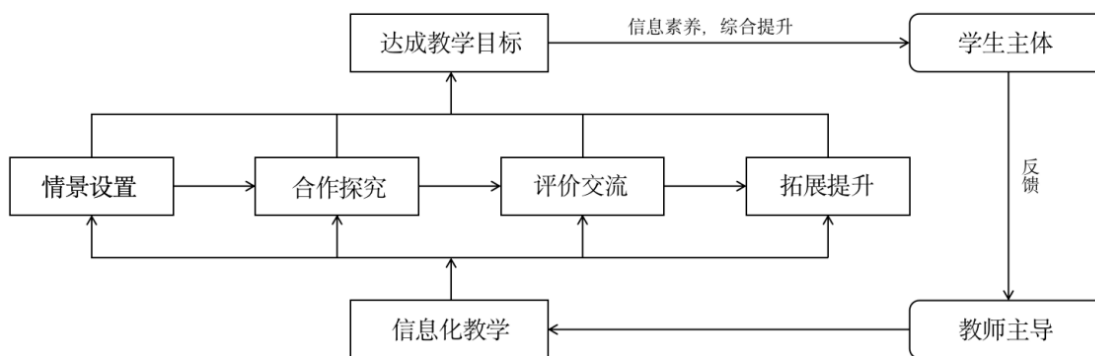 达成教学目标
信息素养，综合提升
学生主体
情景设置
合作探究
评价交流
拓展提升
反馈
信息化教学
教师主导